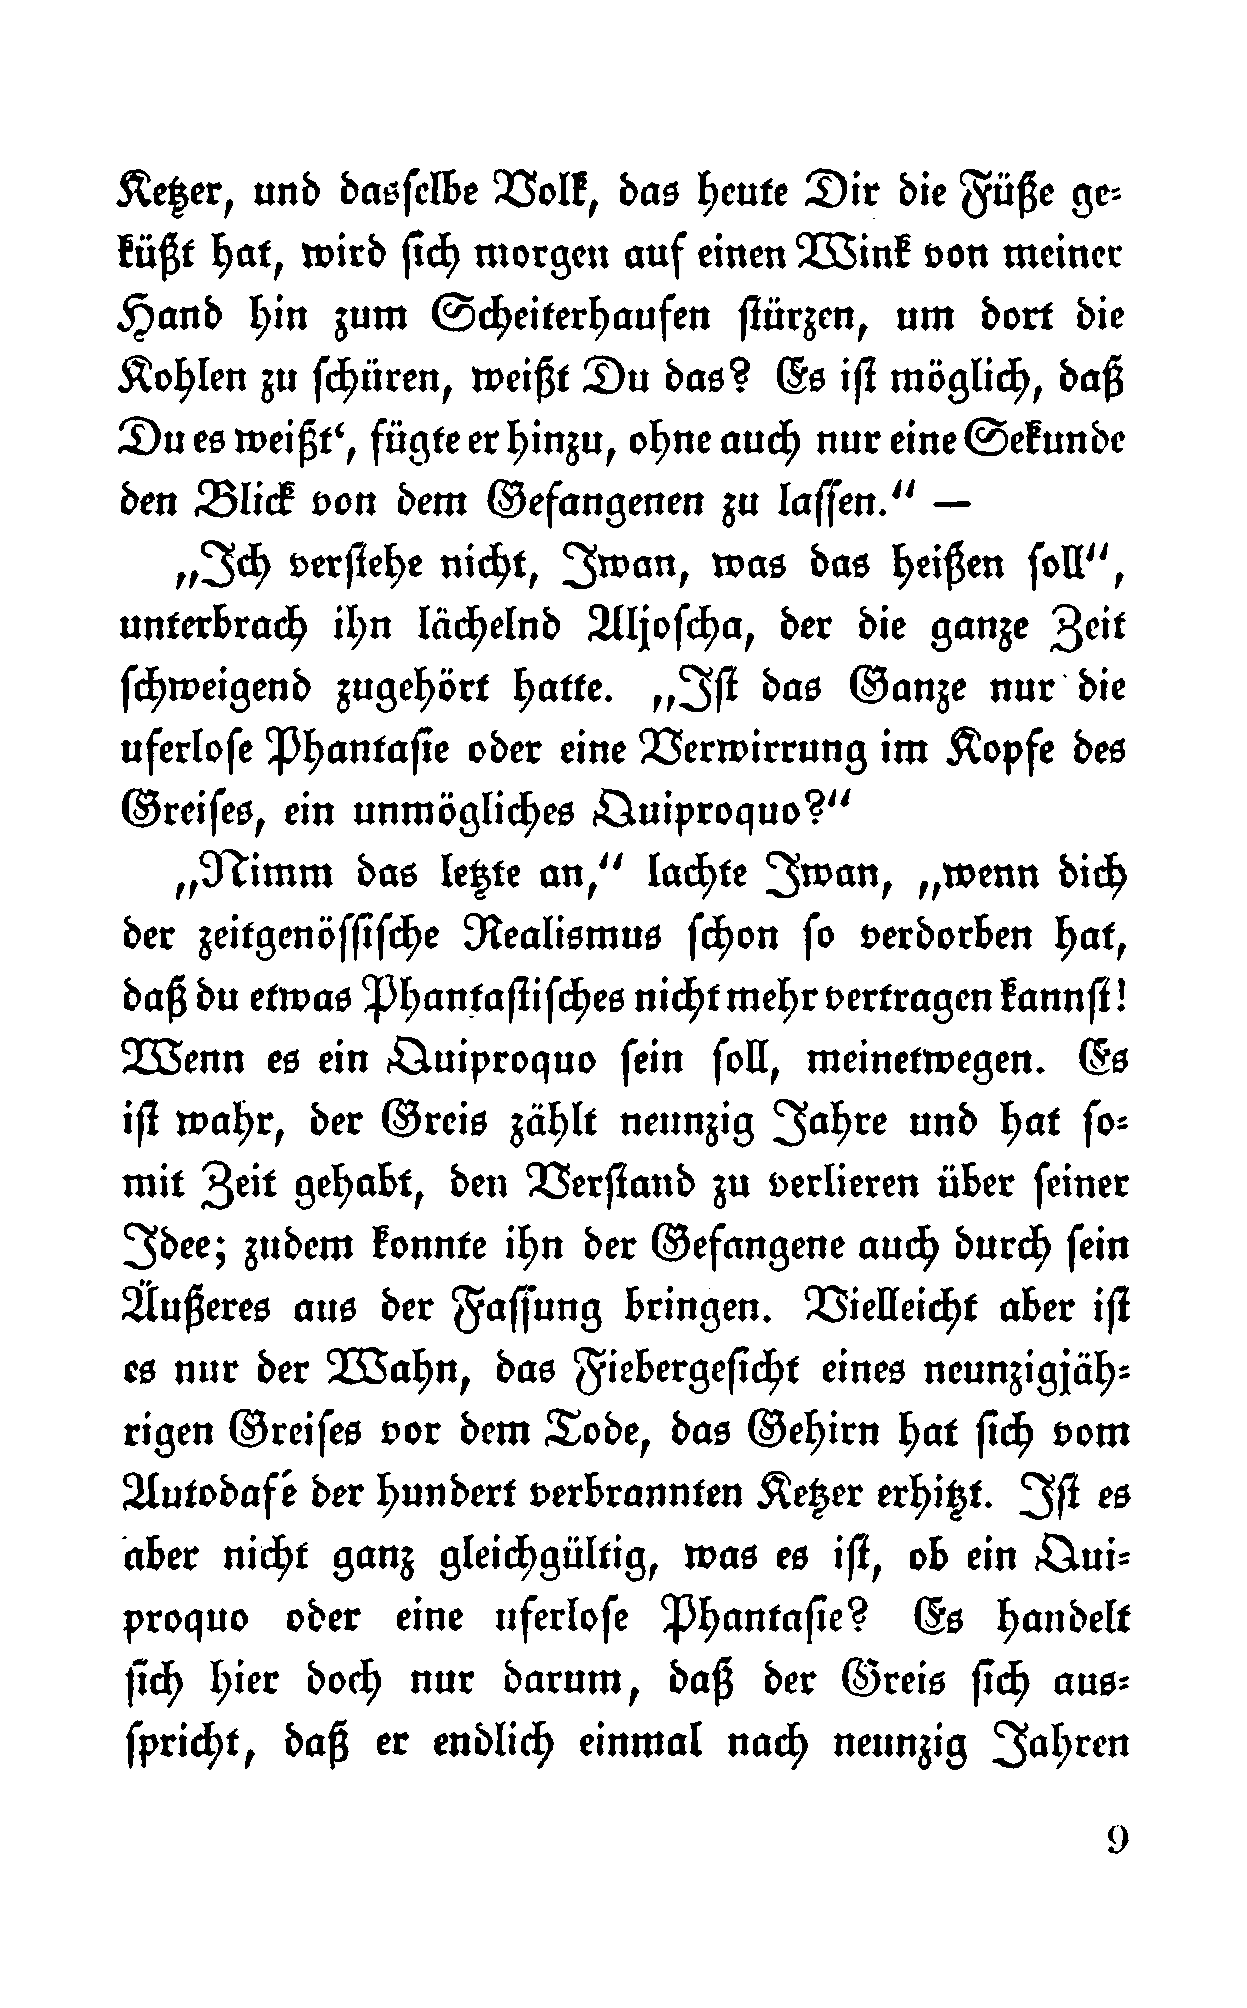 Ketzer, und dasselbe Volk, das heute Dir die Füße ge-
küßt hat, wird sich morgen auf einen Wink von meiner
Hand hin zum Scheiterhaufen stürzen, um dort die
Kohlen zu schüren, weißt Du das? Es ist möglich, daß
Du es weißt‘, fügte er hinzu, ohne auch nur eine Sekunde
den Blick von dem Gefangenen zu lassen.“ —
„Ich verstehe nicht, Iwan, was das heißen soll“,
unterbrach ihn lächelnd Aljoscha, der die ganze Zeit
schweigend zugehört hatte. „Ist das Ganze nur die
uferlose Phantasie oder eine Verwirrung im Kopfe des
Greises, ein unmögliches Quiproquo?“
„Nimm das letzte an,“ lachte Iwan, „wenn dich
der zeitgenössische Realismus schon so verdorben hat,
daß du etwas Phantastisches nicht mehr vertragen kannst!
Wenn es ein Quiproquo sein soll, meinetwegen. Es
ist wahr, der Greis zählt neunzig Jahre und hat so-
mit Zeit gehabt, den Verstand zu verlieren über seiner
Idee; zudem konnte ihn der Gefangene auch durch sein
Äußeres aus der Fassung bringen. Vielleicht aber ist
es nur der Wahn, das Fiebergesicht eines neunzigjäh-
rigen Greises vor dem Tode, das Gehirn hat sich vom
Autodafé der hundert verbrannten Ketzer erhitzt. Ist es
aber nicht ganz gleichgültig, was es ist, ob ein Qui-
proquo oder eine uferlose Phantasie? Es handelt
sich hier doch nur darum, daß der Greis sich aus-
spricht, daß er endlich einmal nach neunzig Jahren
9